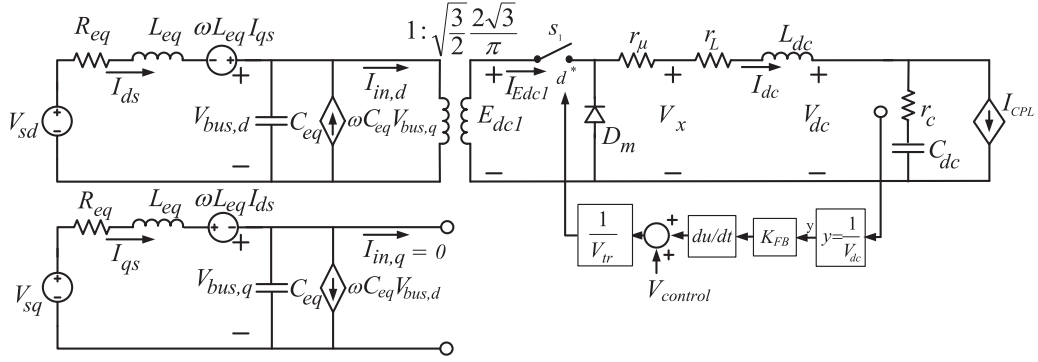 R_eq L_eq ωL_eq I_qs
1:√(3/2) 2√3/π
s_1
r_μ r_L L_dc
I_ds
I_in,d
I_Edc1
d*
I_dc
V_sd
V_bus,d C_eq ωC_eq V_bus,q
E_dc1
D_m
V_x
V_dc
r_c
C_dc
I_CPL
R_eq L_eq ωL_eq I_ds
I_qs
I_in,q = 0
V_sq
V_bus,q C_eq ωC_eq V_bus,d
1/V_tr
du/dt
K_FB
y
y=1/V_dc
V_control